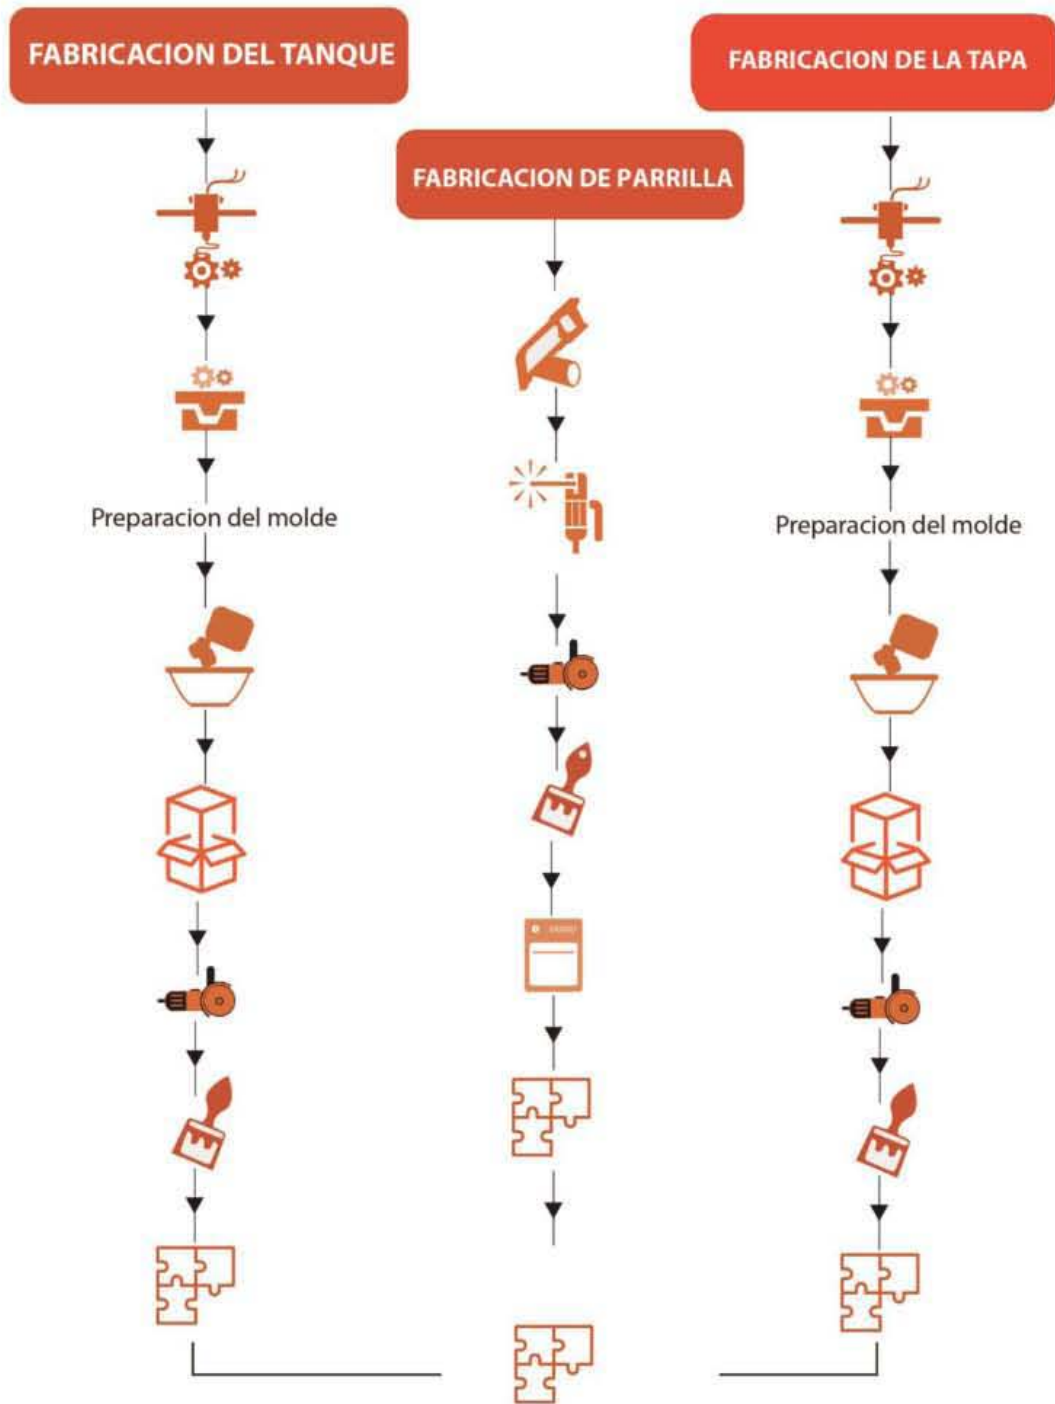 FABRICACION DEL TANQUE
FABRICACION DE LA TAPA
FABRICACION DE PARRILLA
Preparacion del molde
Preparacion del molde